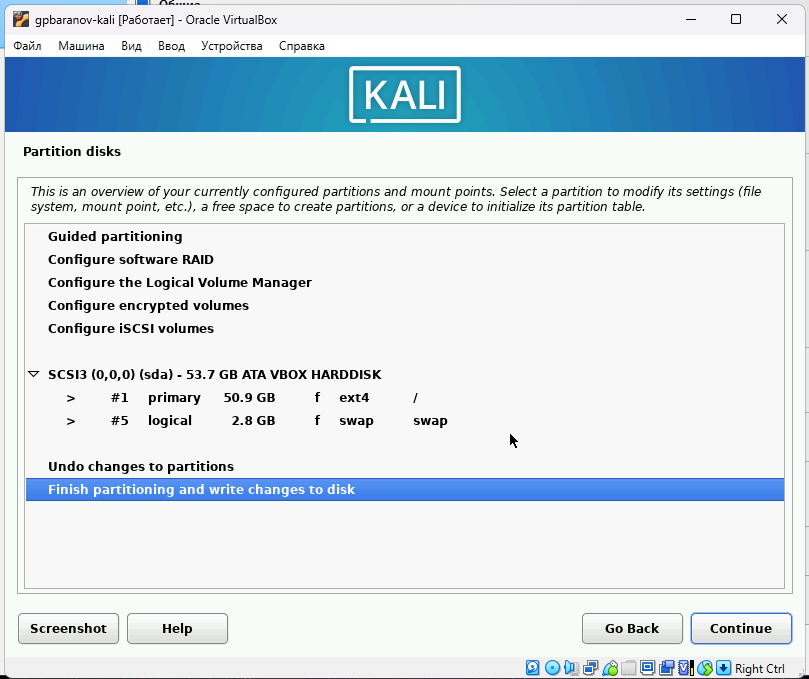 gpbaranov-kali [Работает] - Oracle VirtualBox
Файл Машина Вид Ввод Устройства Справка
KALI
Partition disks
This is an overview of your currently configured partitions and mount points. Select a partition to modify its settings (file
system, mount point, etc.), a free space to create partitions, or a device to initialize its partition table.
Guided partitioning
Configure software RAID
Configure the Logical Volume Manager
Configure encrypted volumes
Configure iSCSI volumes
SCSI3 (0,0,0) (sda) - 53.7 GB ATA VBOX HARDDISK
> #1 primary 50.9 GB f ext4 /
> #5 logical 2.8 GB f swap swap
Undo changes to partitions
Finish partitioning and write changes to disk
Screenshot Help Go Back Continue
Right Ctrl